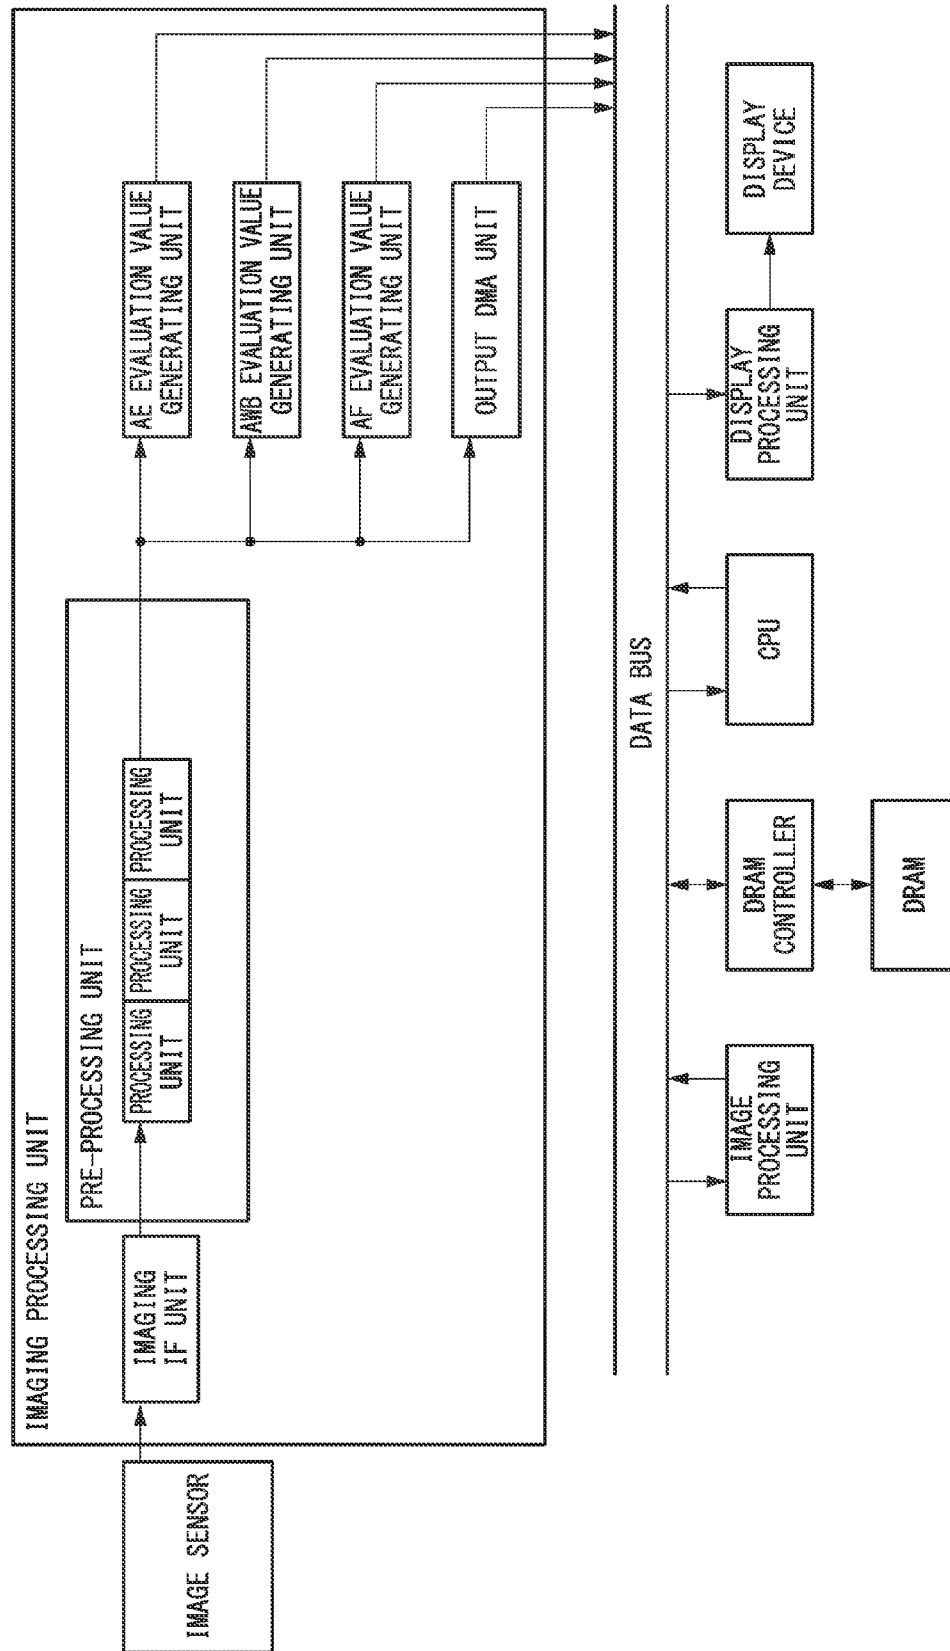 IMAGING PROCESSING UNIT
PRE-PROCESSING UNIT
IMAGE SENSOR
IMAGING
IF UNIT
PROCESSING
UNIT
PROCESSING
UNIT
PROCESSING
UNIT
AE EVALUATION VALUE
GENERATING UNIT
AWB EVALUATION VALUE
GENERATING UNIT
AF EVALUATION VALUE
GENERATING UNIT
OUTPUT DMA UNIT
DATA BUS
IMAGE
PROCESSING
UNIT
DRAM
CONTROLLER
DRAM
CPU
DISPLAY
PROCESSING
UNIT
DISPLAY
DEVICE